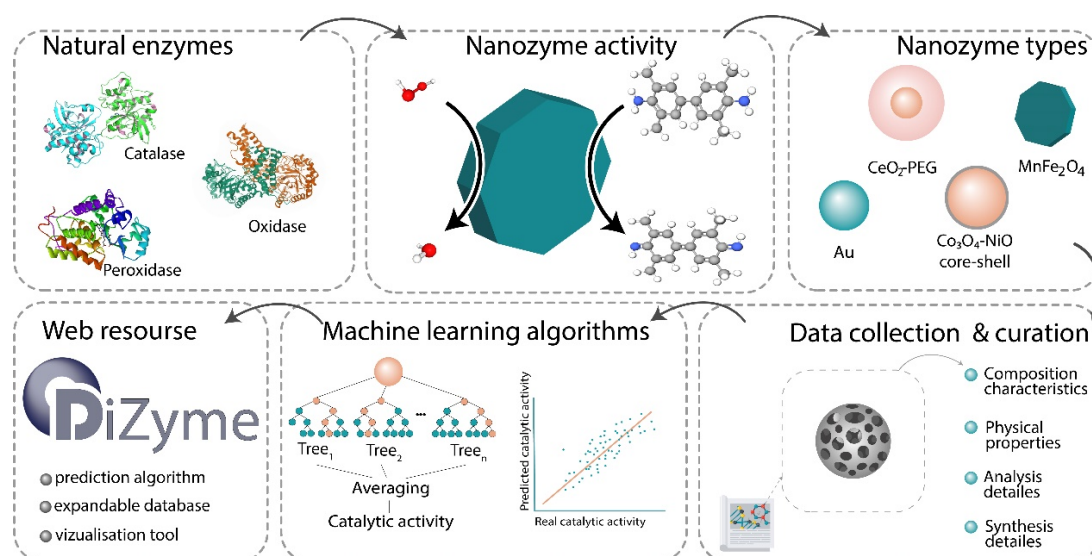 Natural enzymes
Catalase
Oxidase
Peroxidase
Nanozyme activity
Nanozyme types
CeO₂-PEG
MnFe₂O₄
Au
Co₃O₄-NiO
core-shell
Web resourse
DiZyme
prediction algorithm
expandable database
vizualisation tool
Machine learning algorithms
...
Tree₁
Tree₂
Treeₙ
Averaging
Catalytic activity
Predicted catalytic activity
Real catalytic activity
Data collection & curation
Composition
characteristics
Physical
properties
Analysis
detailes
Synthesis
detailes